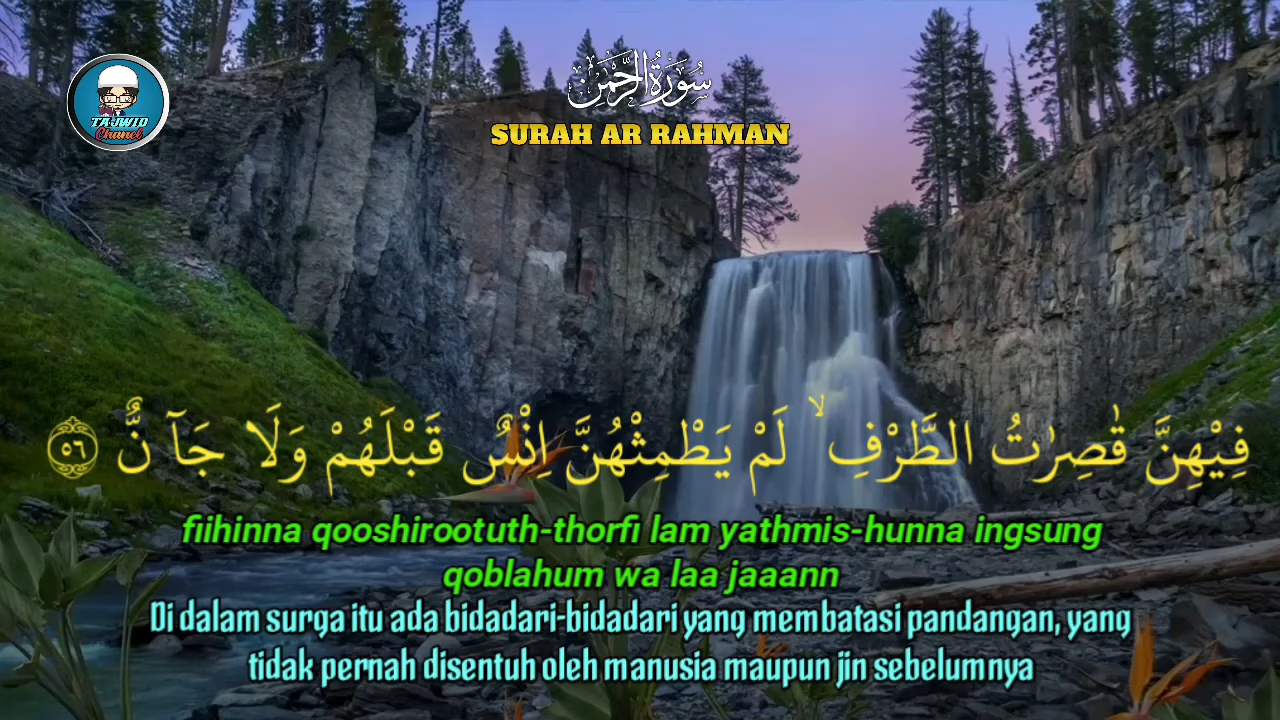 TAJWID
Chanel
سُوْرَةُ الرَّحْمٰن
SURAH AR RAHMAN
فِيْهِنَّ قٰصِرٰتُ الطَّرْفِۙ لَمْ يَطْمِثْهُنَّ اِنْسٌ قَبْلَهُمْ وَلَا جَاۤنٌّ ٥٦
fiihinna qooshirootuth-thorfi lam yathmis-hunna ingsung
qoblahum wa laa jaaann
Di dalam surga itu ada bidadari-bidadari yang membatasi pandangan, yang
tidak pernah disentuh oleh manusia maupun jin sebelumnya